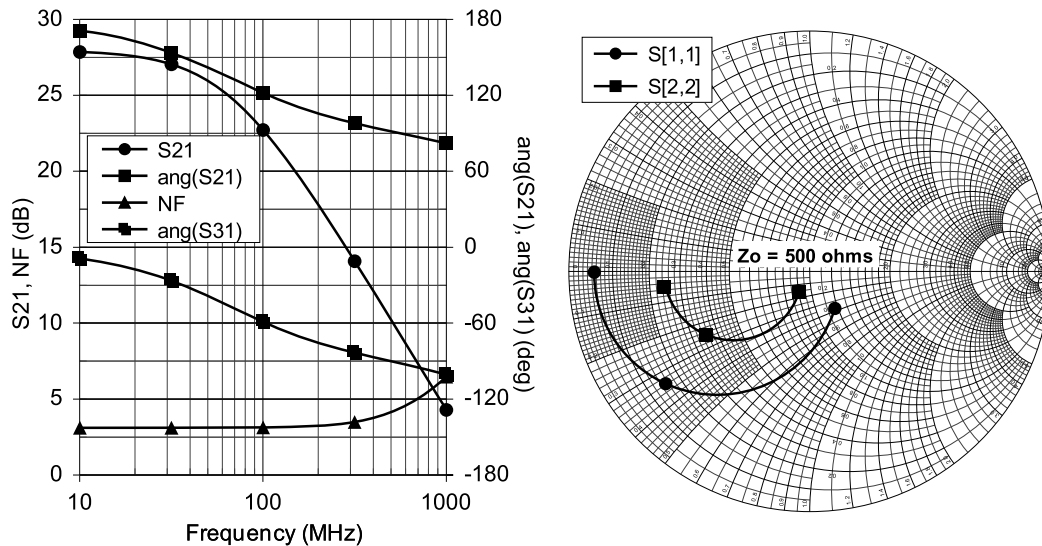 30
25
20
15
10
5
0
S21, NF (dB)
180
120
60
0
-60
-120
-180
ang(S21), ang(S31) (deg)
S21
ang(S21)
NF
ang(S31)
10
100
1000
Frequency (MHz)
S[1,1]
S[2,2]
Zo = 500 ohms